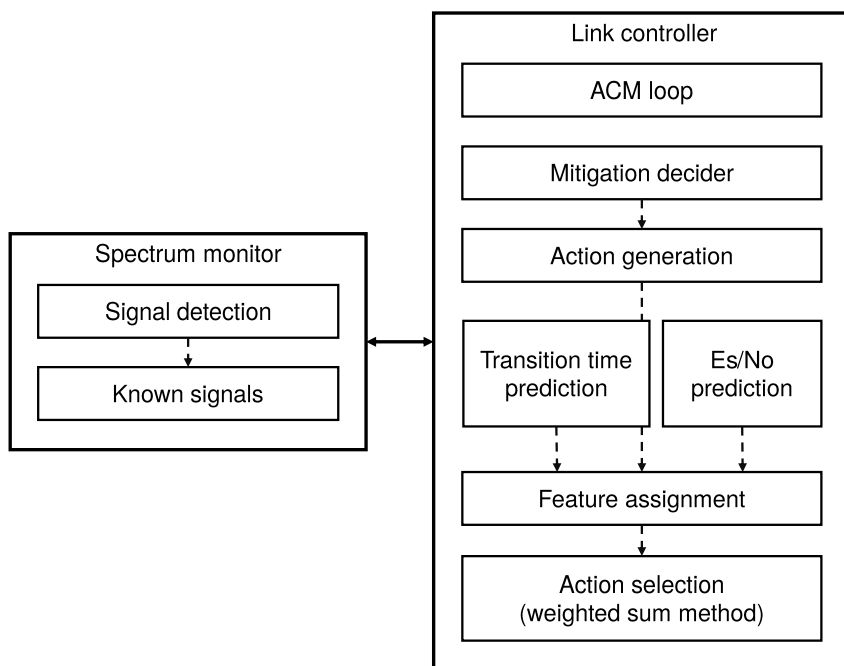 Link controller
ACM loop
Mitigation decider
Action generation
Spectrum monitor
Signal detection
Known signals
Transition time
prediction
Es/No
prediction
Feature assignment
Action selection
(weighted sum method)